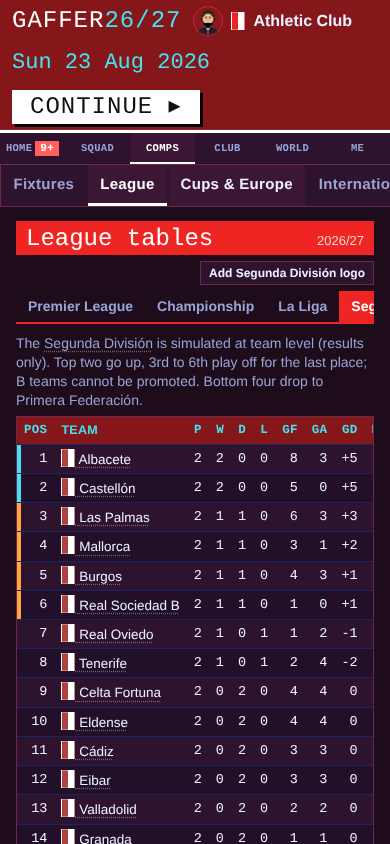 GAFFER26/27 Athletic Club
Sun 23 Aug 2026
CONTINUE ►
HOME 9+ SQUAD COMPS CLUB WORLD ME
Fixtures League Cups & Europe Internatio
League tables 2026/27
Add Segunda División logo
Premier League Championship La Liga Seg
The Segunda División is simulated at team level (results
only). Top two go up, 3rd to 6th play off for the last place;
B teams cannot be promoted. Bottom four drop to
Primera Federación.
POS TEAM P W D L GF GA GD
1 Albacete 2 2 0 0 8 3 +5
2 Castellón 2 2 0 0 5 0 +5
3 Las Palmas 2 1 1 0 6 3 +3
4 Mallorca 2 1 1 0 3 1 +2
5 Burgos 2 1 1 0 4 3 +1
6 Real Sociedad B 2 1 1 0 1 0 +1
7 Real Oviedo 2 1 0 1 1 2 -1
8 Tenerife 2 1 0 1 2 4 -2
9 Celta Fortuna 2 0 2 0 4 4 0
10 Eldense 2 0 2 0 4 4 0
11 Cádiz 2 0 2 0 3 3 0
12 Eibar 2 0 2 0 3 3 0
13 Valladolid 2 0 2 0 2 2 0
14 Granada 2 0 2 0 1 1 0